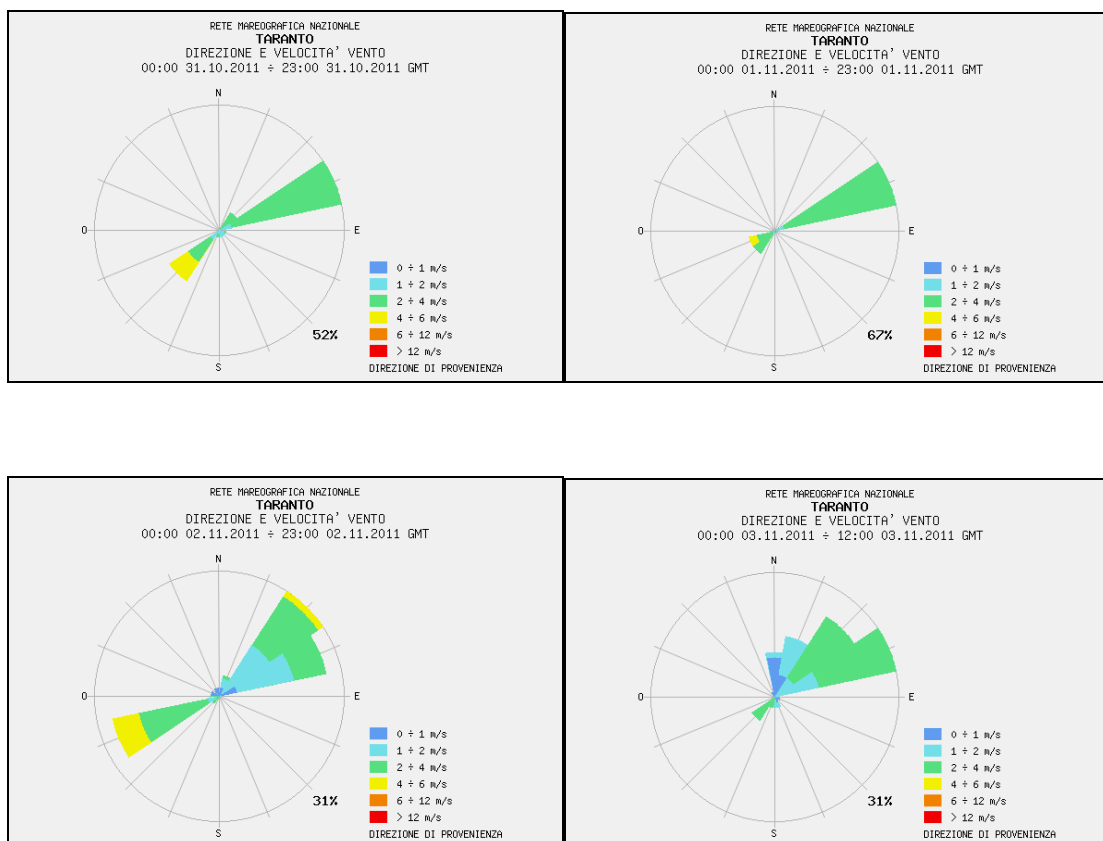 RETE MAREOGRAFICA NAZIONALE
TARANTO
DIREZIONE E VELOCITA' VENTO
00:00 31.10.2011 ÷ 23:00 31.10.2011 GMT
N
O
E
S
52%
0 ÷ 1 m/s
1 ÷ 2 m/s
2 ÷ 4 m/s
4 ÷ 6 m/s
6 ÷ 12 m/s
> 12 m/s
DIREZIONE DI PROVENIENZA
RETE MAREOGRAFICA NAZIONALE
TARANTO
DIREZIONE E VELOCITA' VENTO
00:00 01.11.2011 ÷ 23:00 01.11.2011 GMT
N
O
E
S
67%
0 ÷ 1 m/s
1 ÷ 2 m/s
2 ÷ 4 m/s
4 ÷ 6 m/s
6 ÷ 12 m/s
> 12 m/s
DIREZIONE DI PROVENIENZA
RETE MAREOGRAFICA NAZIONALE
TARANTO
DIREZIONE E VELOCITA' VENTO
00:00 02.11.2011 ÷ 23:00 02.11.2011 GMT
N
O
E
S
31%
0 ÷ 1 m/s
1 ÷ 2 m/s
2 ÷ 4 m/s
4 ÷ 6 m/s
6 ÷ 12 m/s
> 12 m/s
DIREZIONE DI PROVENIENZA
RETE MAREOGRAFICA NAZIONALE
TARANTO
DIREZIONE E VELOCITA' VENTO
00:00 03.11.2011 ÷ 12:00 03.11.2011 GMT
N
O
E
S
31%
0 ÷ 1 m/s
1 ÷ 2 m/s
2 ÷ 4 m/s
4 ÷ 6 m/s
6 ÷ 12 m/s
> 12 m/s
DIREZIONE DI PROVENIENZA